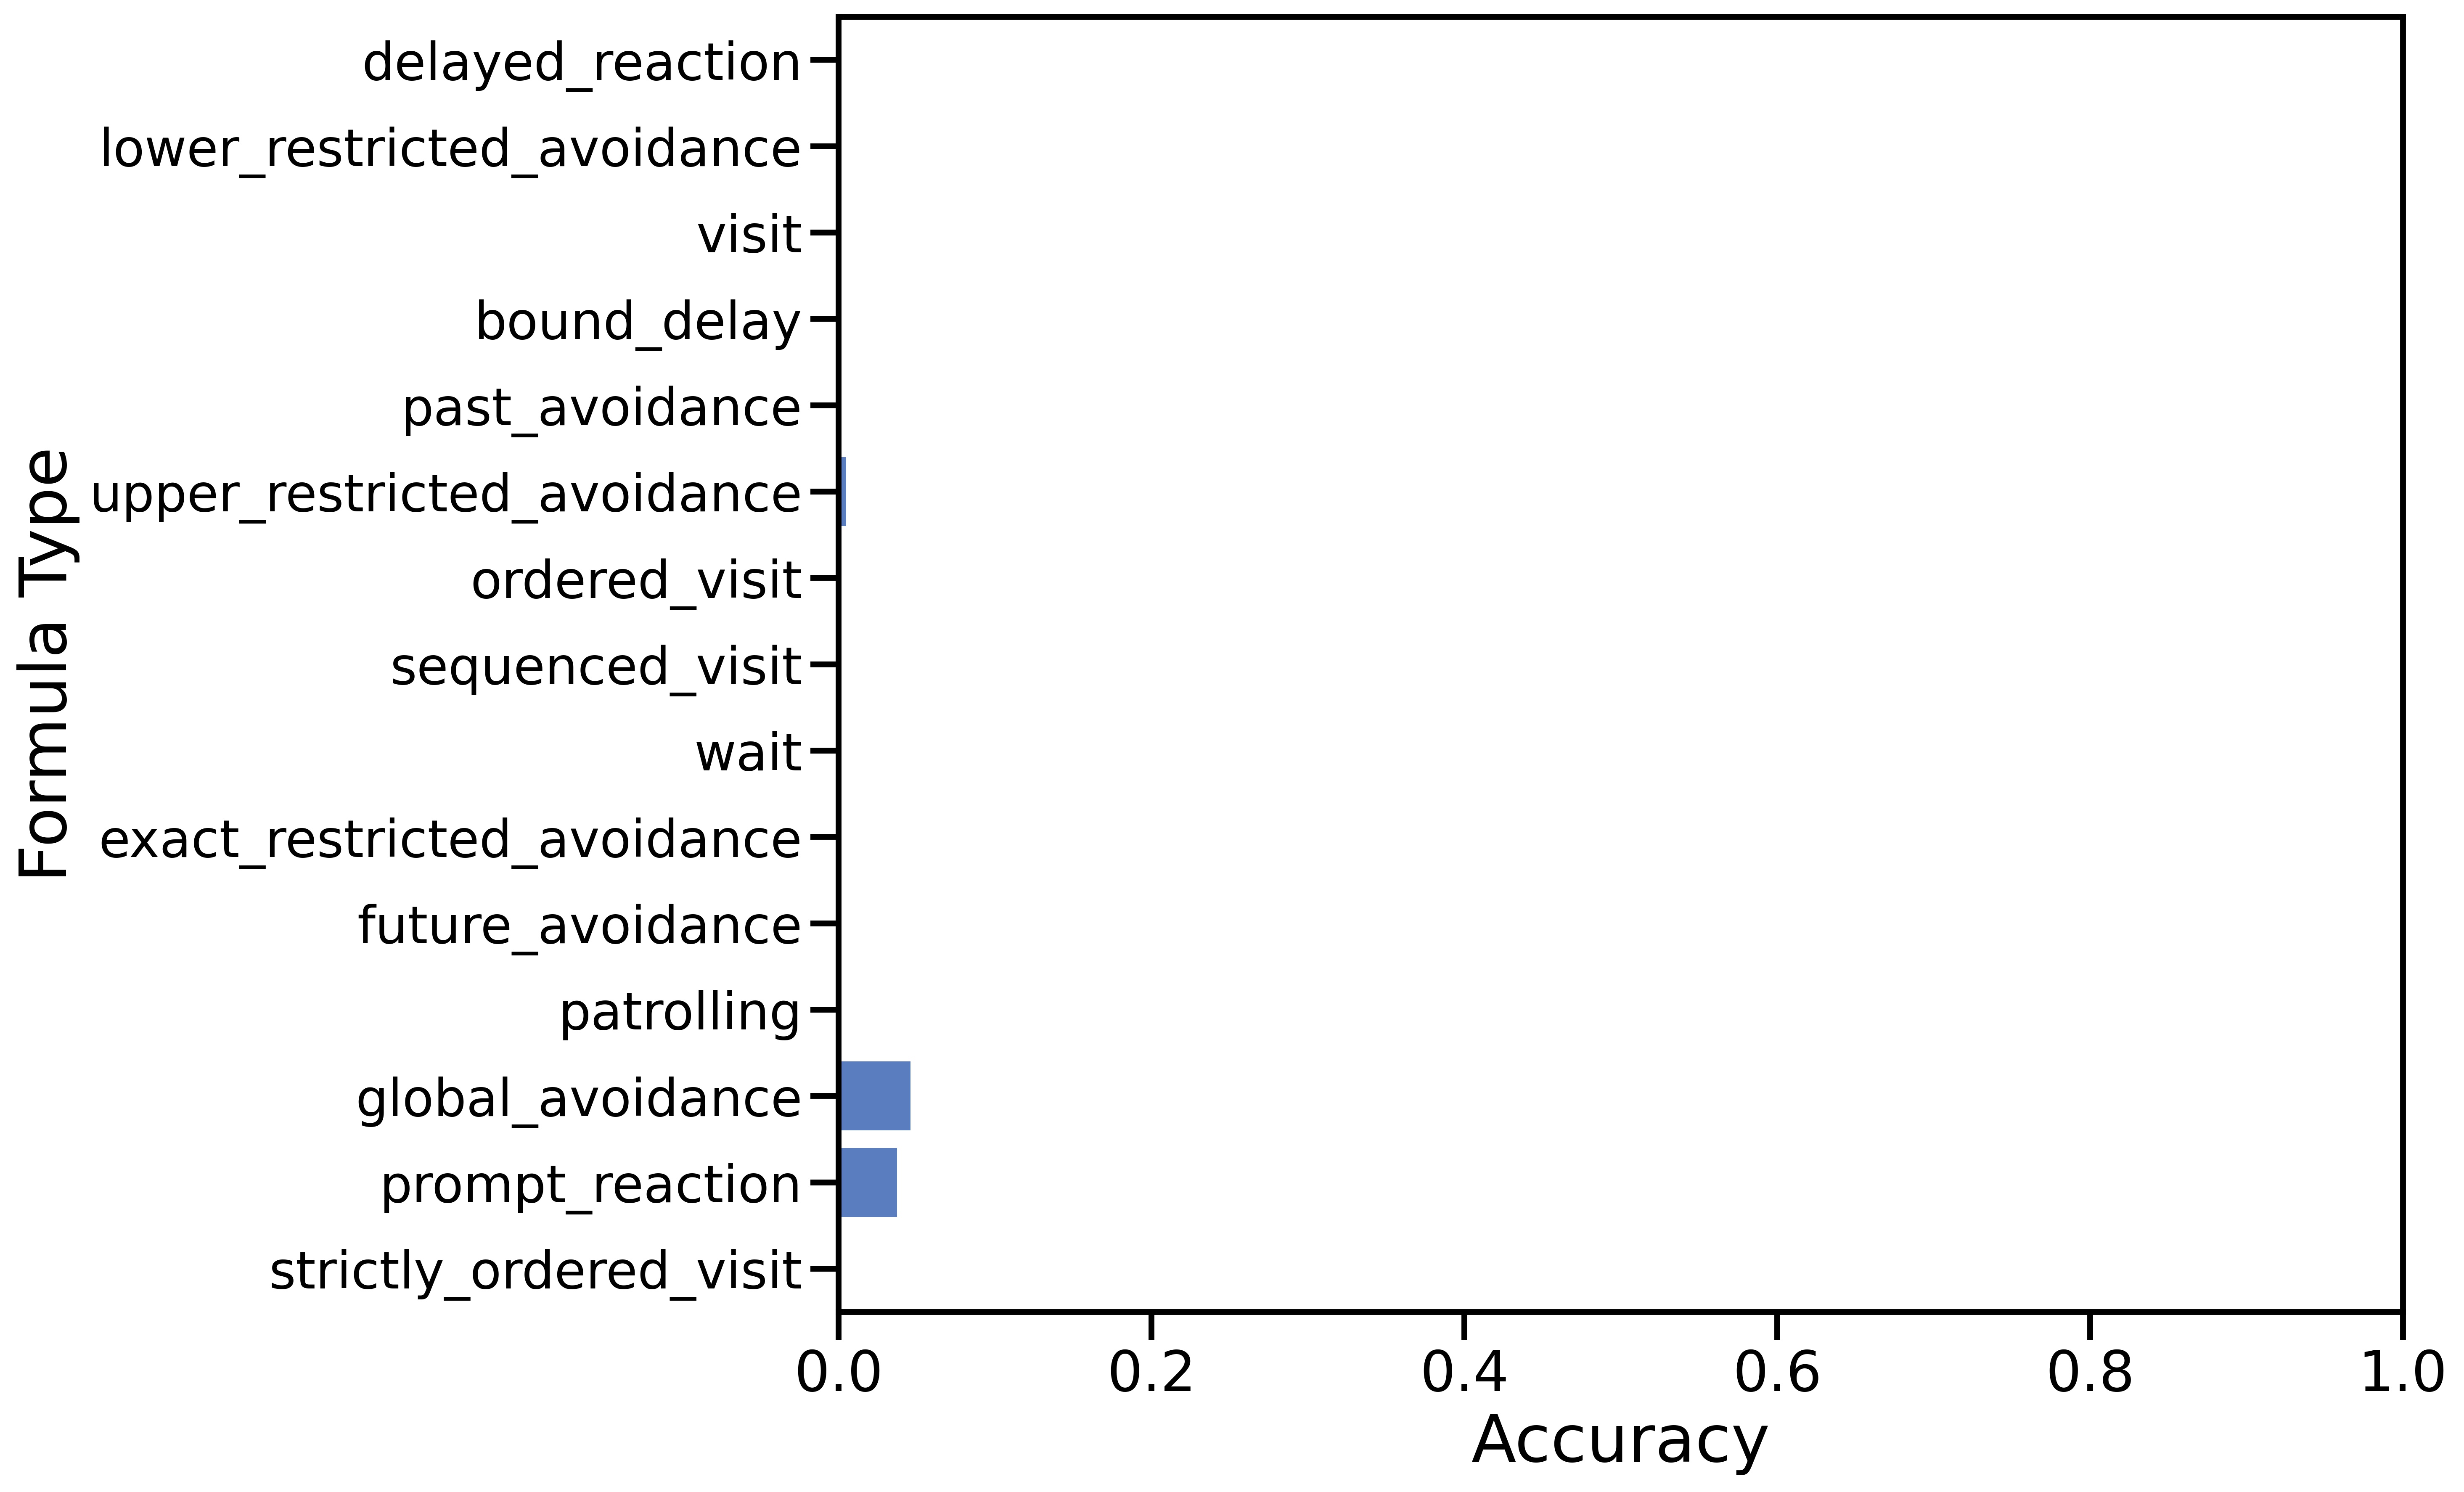 delayed_reaction
lower_restricted_avoidance
visit
bound_delay
past_avoidance
upper_restricted_avoidance
ordered_visit
sequenced_visit
wait
exact_restricted_avoidance
future_avoidance
patrolling
global_avoidance
prompt_reaction
strictly_ordered_visit
Formula Type
0.0 0.2 0.4 0.6 0.8 1.0
Accuracy